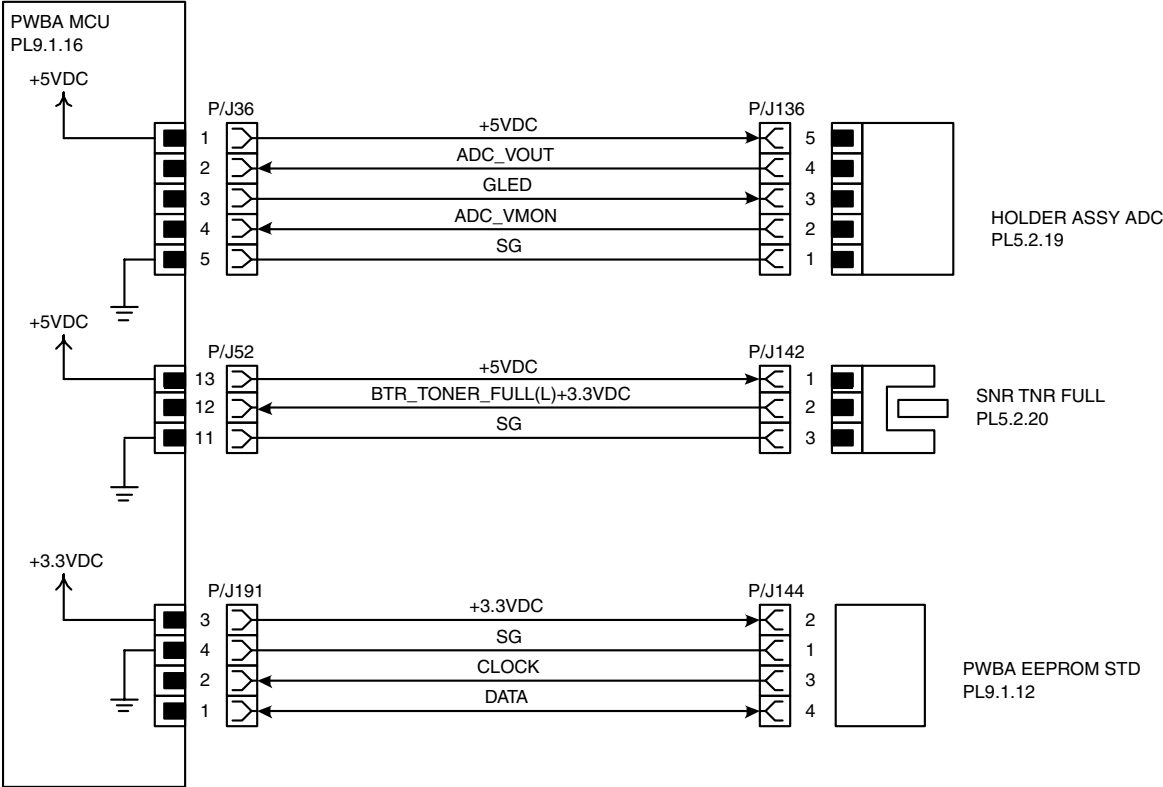 PWBA MCU
PL9.1.16
+5VDC
P/J36
P/J136
1
+5VDC
5
2
ADC_VOUT
4
3
GLED
3
4
ADC_VMON
2
5
SG
1
HOLDER ASSY ADC
PL5.2.19
+5VDC
P/J52
P/J142
13
+5VDC
1
12
BTR_TONER_FULL(L)+3.3VDC
2
11
SG
3
SNR TNR FULL
PL5.2.20
+3.3VDC
P/J191
P/J144
3
+3.3VDC
2
4
SG
1
2
CLOCK
3
1
DATA
4
PWBA EEPROM STD
PL9.1.12